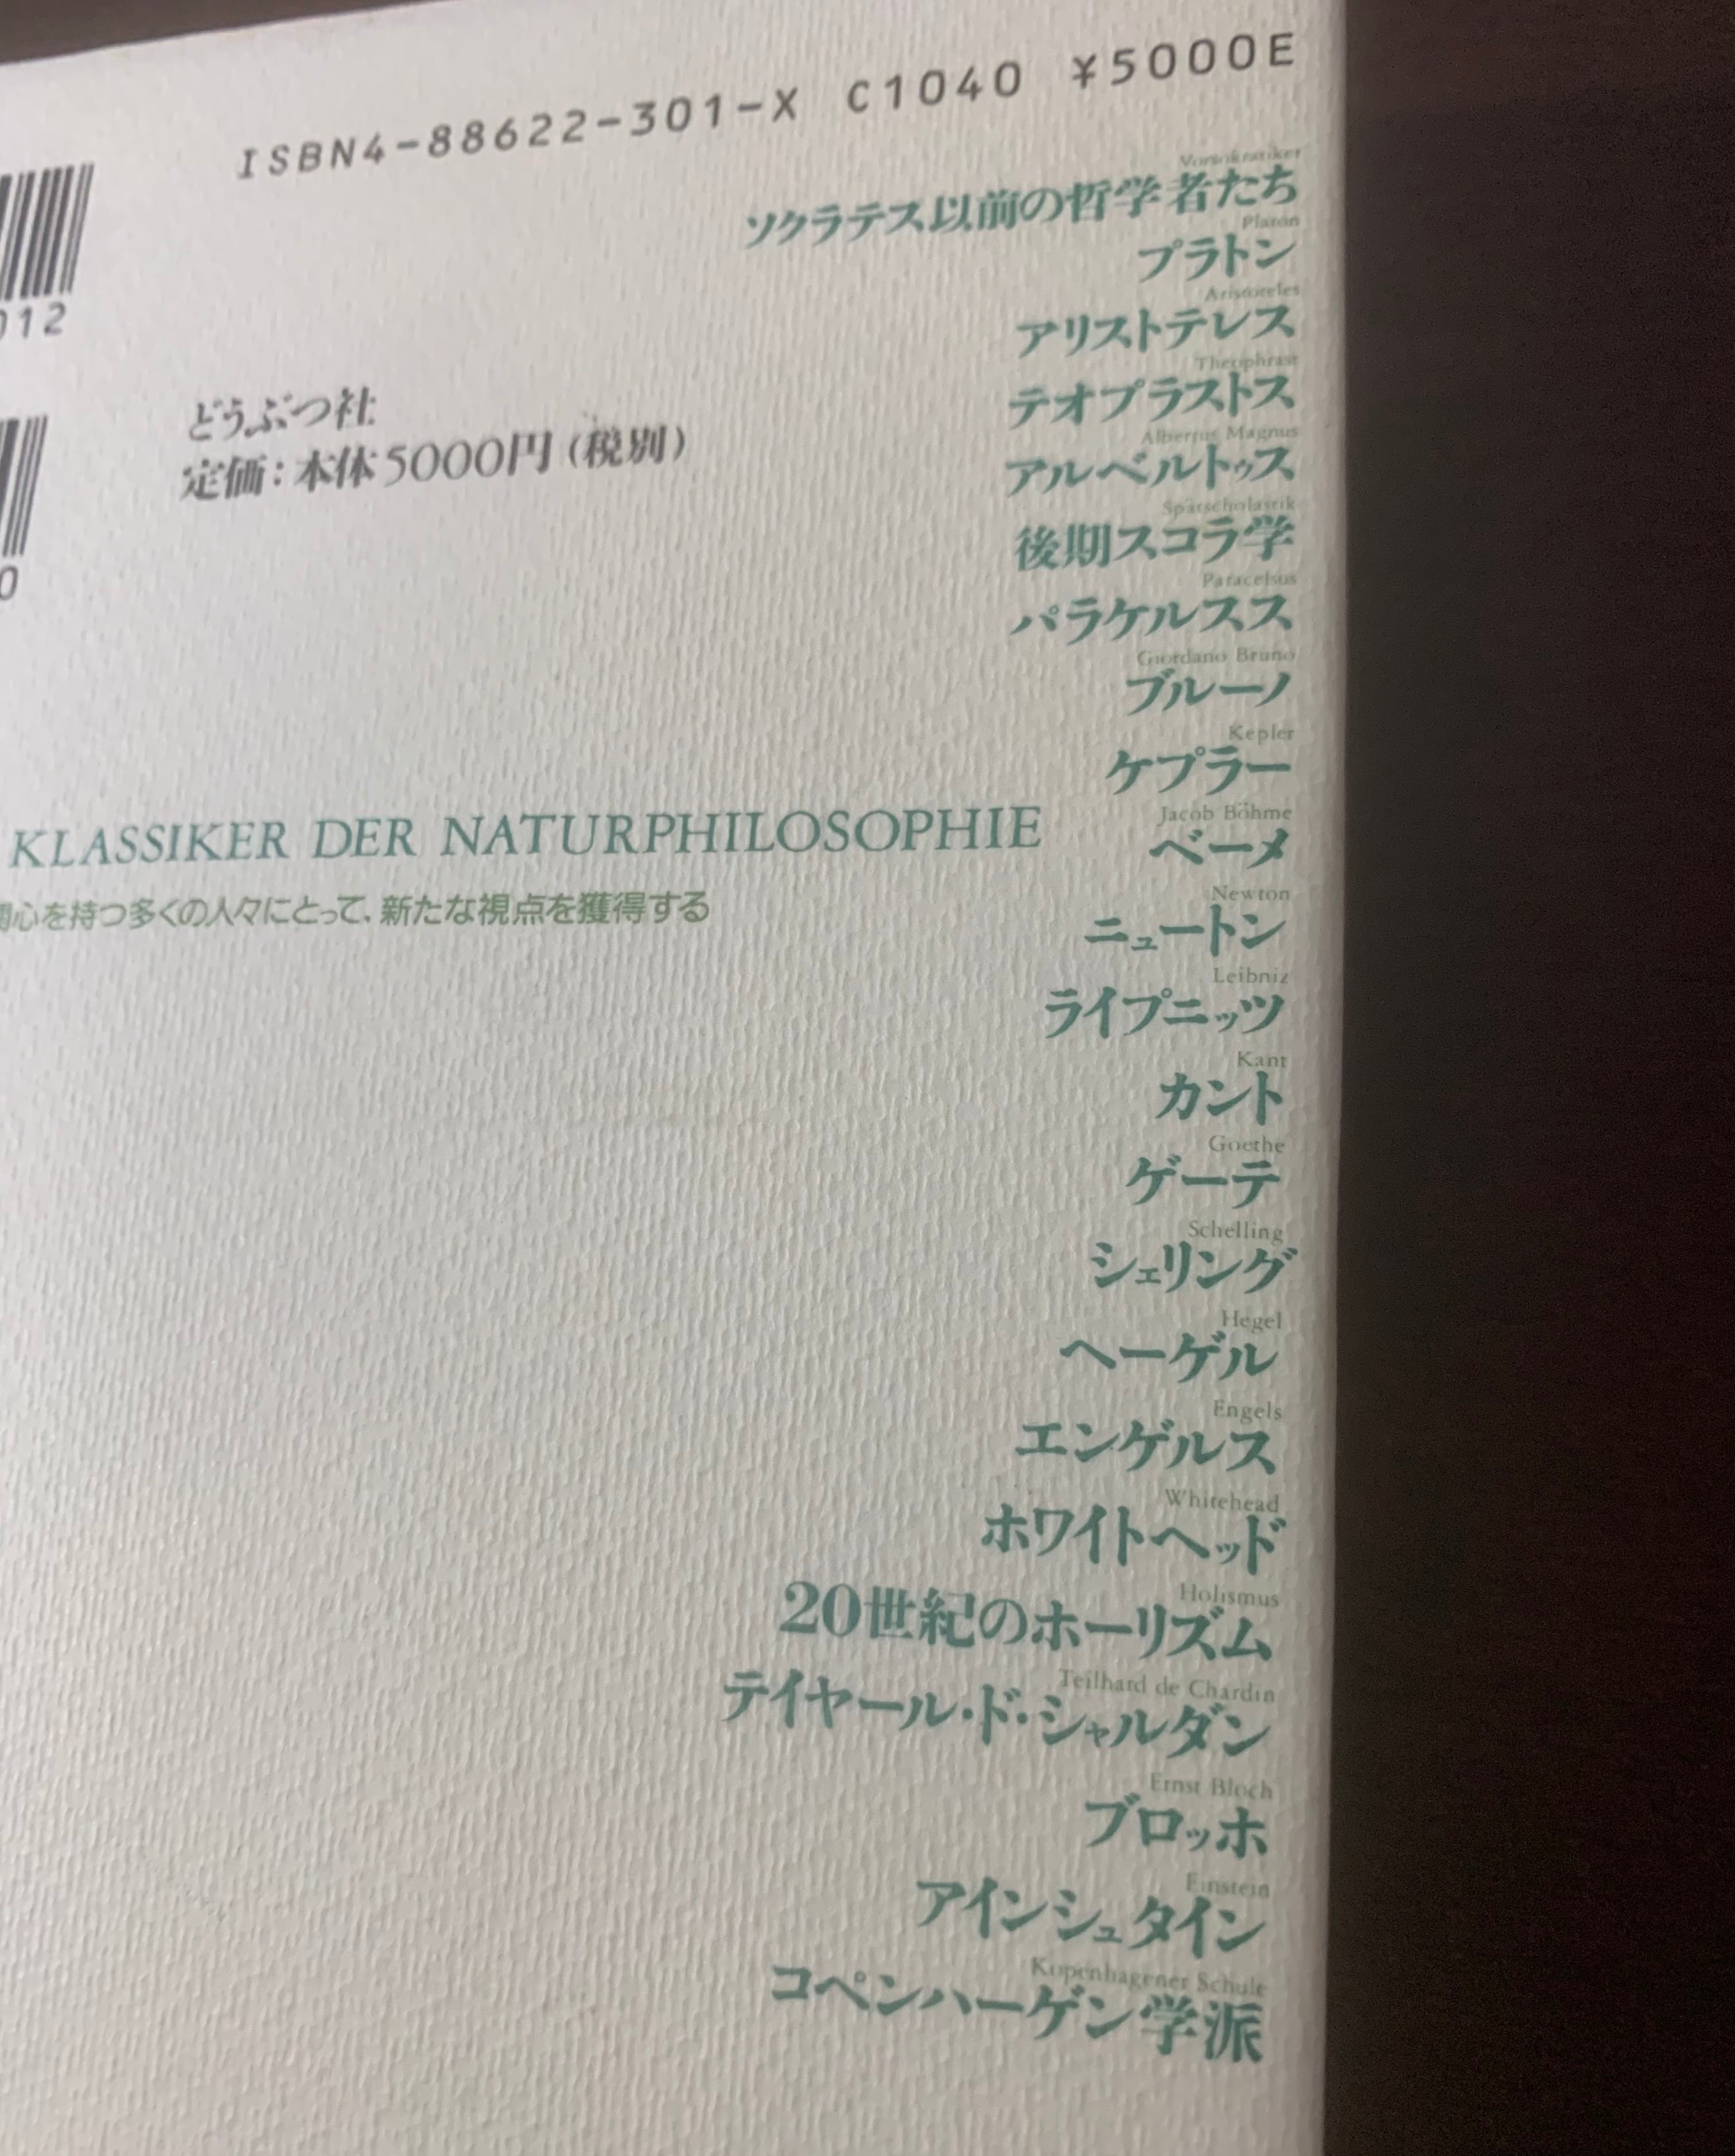 ISBN4-88622-301-X C1040 ¥5000E
012
0
どうぶつ社
定価：本体5000円（税別）
KLASSIKER DER NATURPHILOSOPHIE
心を持つ多くの人々にとって、新たな視点を獲得する
Vorsokratiker
ソクラテス以前の哲学者たち
Platon
プラトン
Aristoteles
アリストテレス
Theophrast
テオプラストス
Albertus Magnus
アルベルトゥス
Spätscholastik
後期スコラ学
Paracelsus
パラケルスス
Giordano Bruno
ブルーノ
Kepler
ケプラー
Jacob Böhme
ベーメ
Newton
ニュートン
Leibniz
ライプニッツ
Kant
カント
Goethe
ゲーテ
Schelling
シェリング
Hegel
ヘーゲル
Engels
エンゲルス
Whitehead
ホワイトヘッド
Holismus
20世紀のホーリズム
Teilhard de Chardin
テイヤール・ド・シャルダン
Ernst Bloch
ブロッホ
Einstein
アインシュタイン
Kopenhagener Schule
コペンハーゲン学派